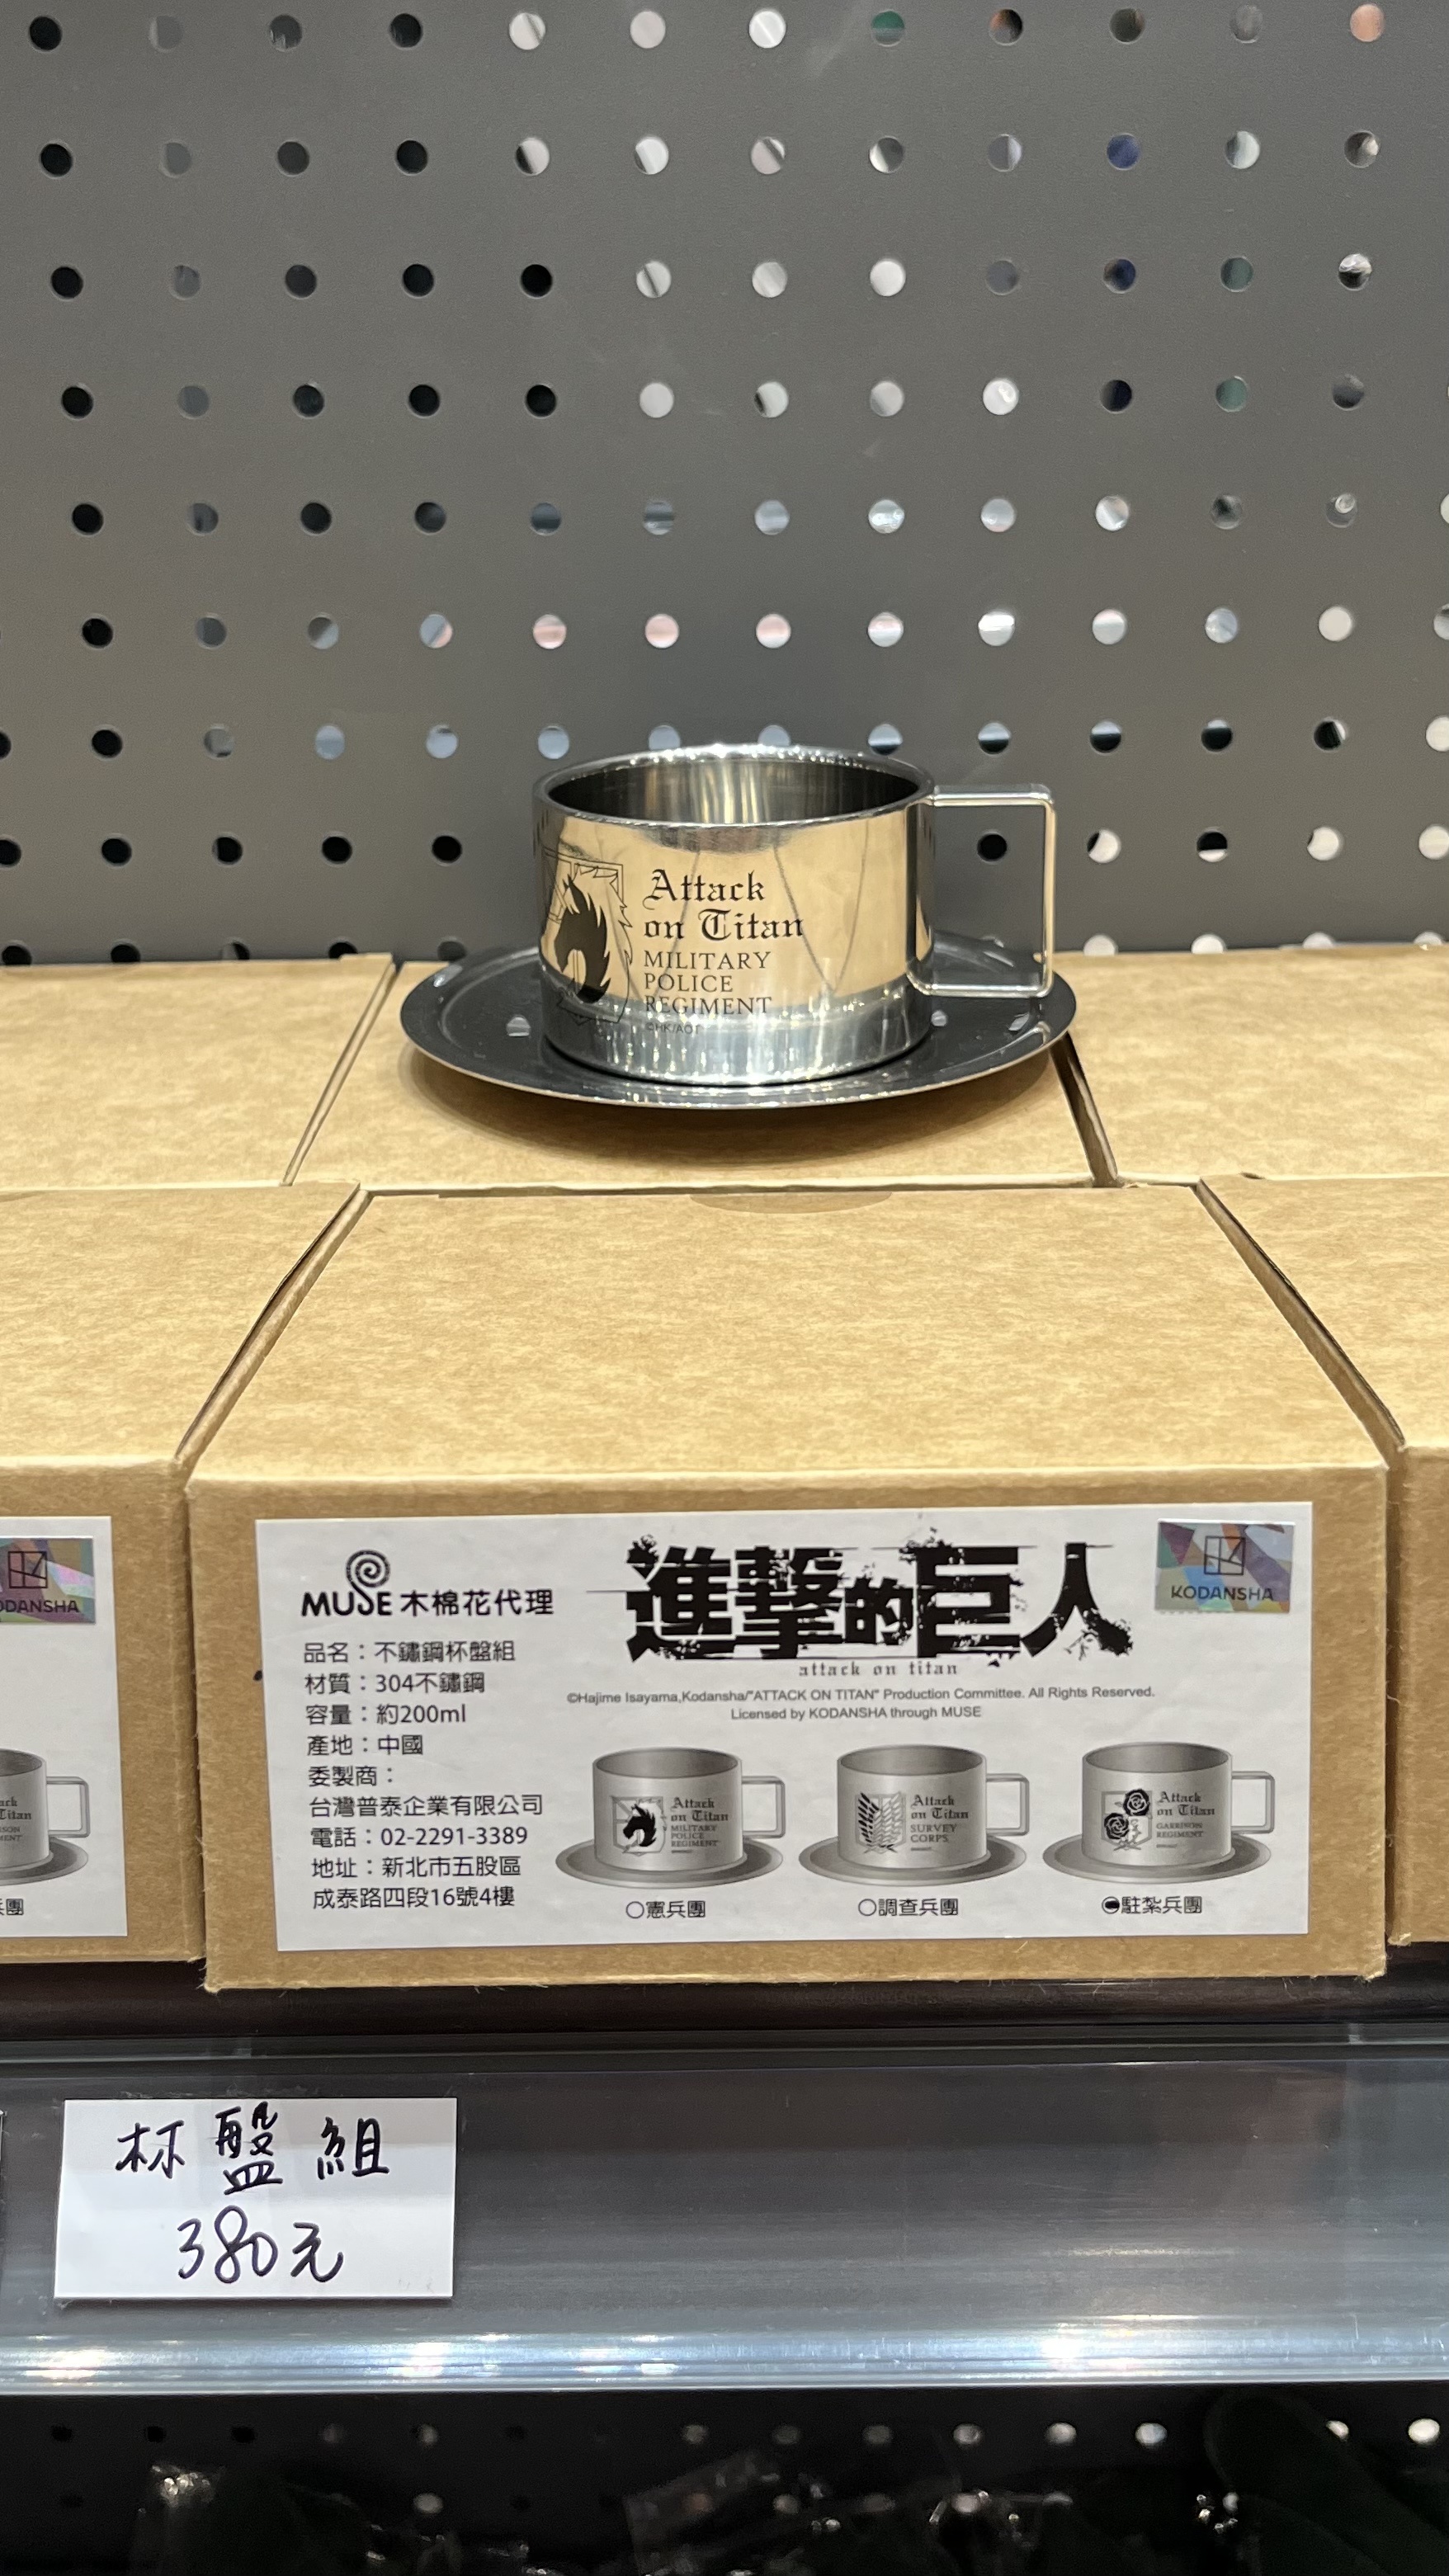 Attack
on Titan
MILITARY
POLICE
REGIMENT
©HK/AOT
MUSE 木棉花代理
品名：不鏽鋼杯盤組
材質：304不鏽鋼
容量：約200ml
產地：中國
委製商：
台灣普泰企業有限公司
電話：02-2291-3389
地址：新北市五股區
成泰路四段16號4樓
進撃的巨人
attack on titan
©Hajime Isayama,Kodansha/"ATTACK ON TITAN" Production Committee. All Rights Reserved.
Licensed by KODANSHA through MUSE
KODANSHA
Attack
on Titan
MILITARY
POLICE
REGIMENT
○憲兵團
Attack
on Titan
SURVEY
CORPS
○調查兵團
Attack
on Titan
GARRISON
REGIMENT
駐紮兵團
ODANSHA
杯盤組
380元